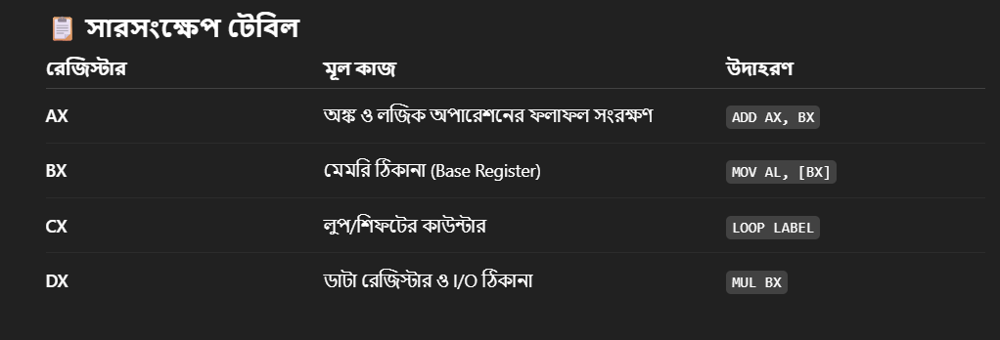 📋 সারসংক্ষেপ টেবিল
রেজিস্টার মূল কাজ উদাহরণ
AX অঙ্ক ও লজিক অপারেশনের ফলাফল সংরক্ষণ ADD AX, BX
BX মেমরি ঠিকানা (Base Register) MOV AL, [BX]
CX লুপ/শিফটের কাউন্টার LOOP LABEL
DX ডাটা রেজিস্টার ও I/O ঠিকানা MUL BX